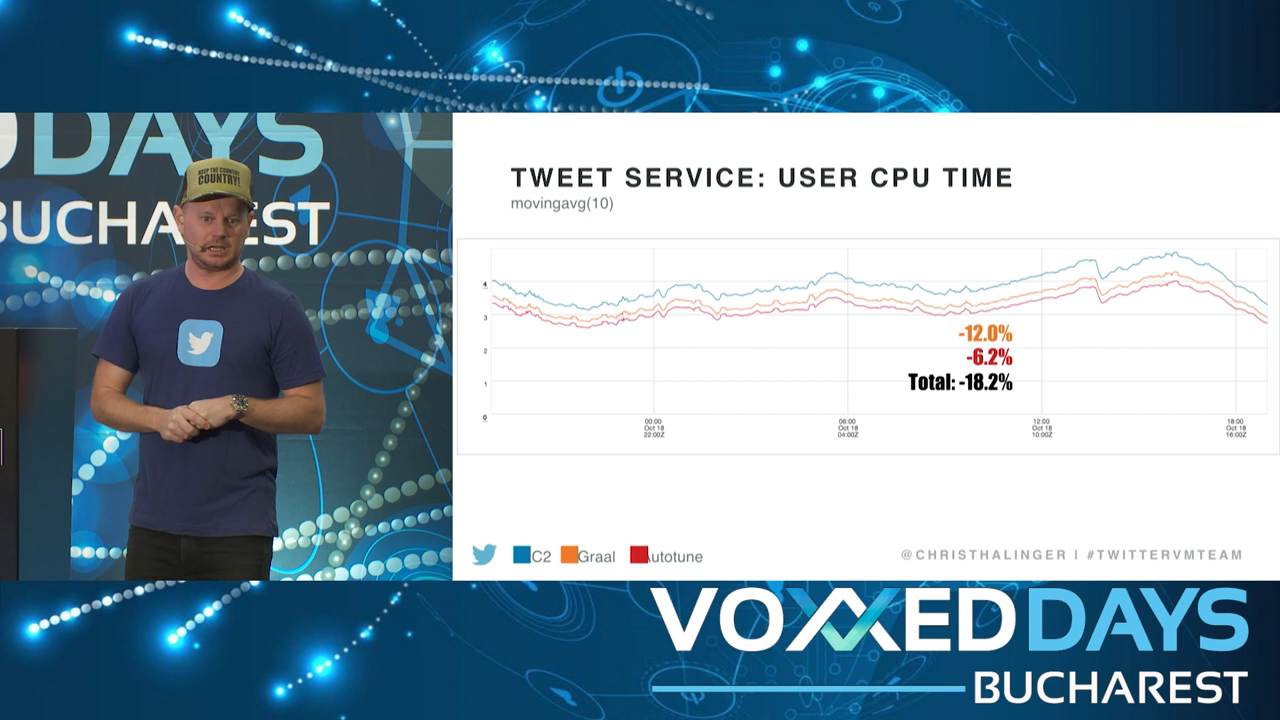 DAYS
BUCHAREST
KEEP THE COUNTRY
COUNTRY!
TWEET SERVICE: USER CPU TIME
movingavg(10)
4
3
2
1
0
-12.0%
-6.2%
Total: -18.2%
00:00
Oct 18
22:00Z
06:00
Oct 18
04:00Z
12:00
Oct 18
10:00Z
18:00
Oct 18
16:00Z
C2
Graal
Autotune
@CHRISTHALINGER | #TWITTERVMTEAM
VOXXED DAYS
BUCHAREST